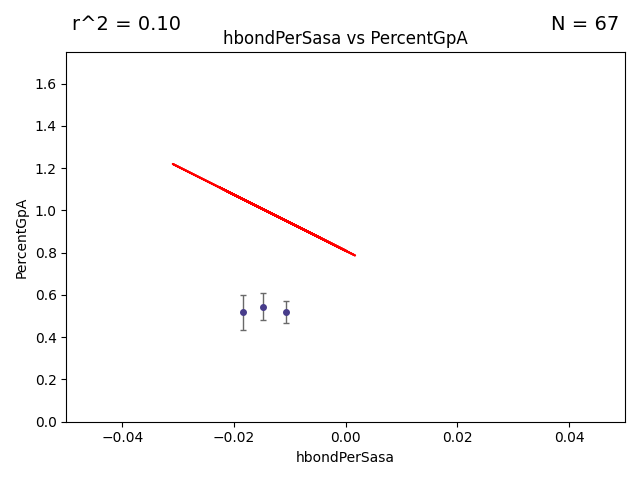 r^2 = 0.10
N = 67
hbondPerSasa vs PercentGpA
PercentGpA
1.6
1.4
1.2
1.0
0.8
0.6
0.4
0.2
0.0
−0.04
−0.02
0.00
0.02
0.04
hbondPerSasa